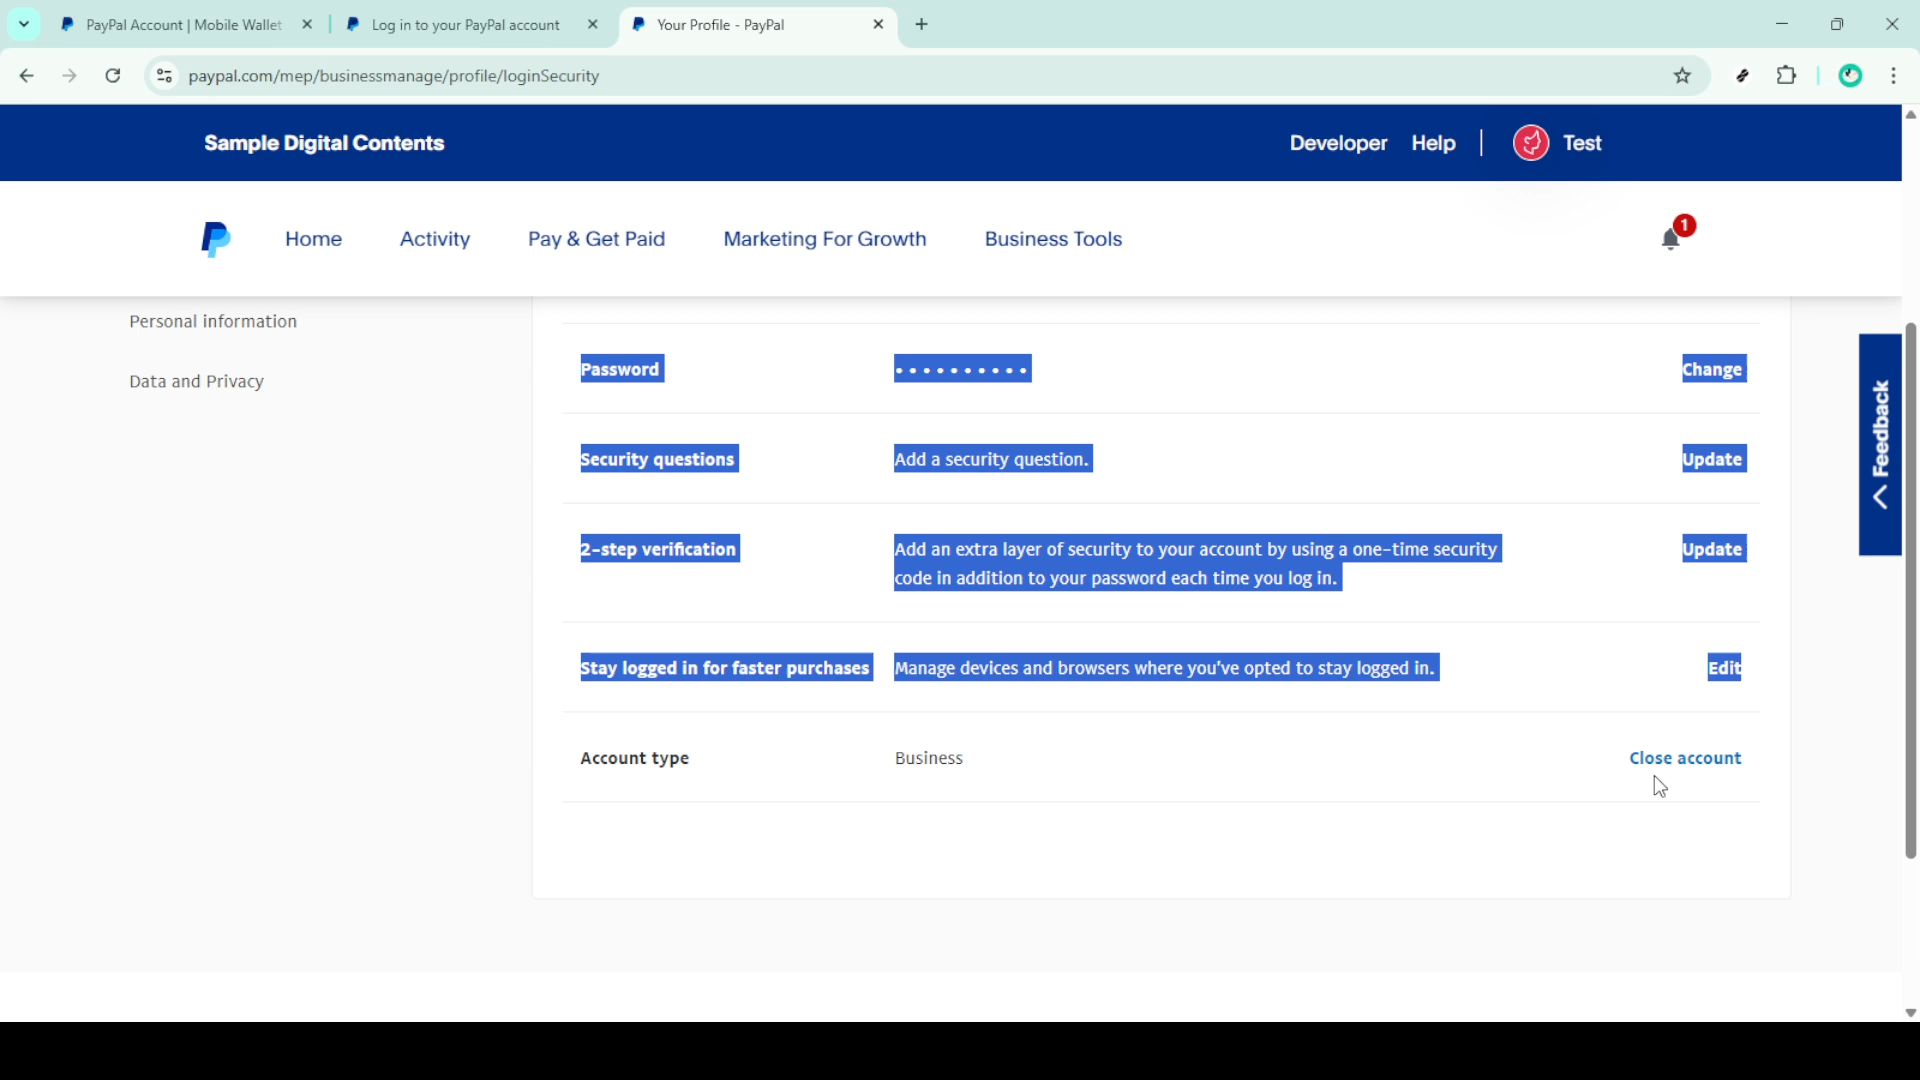 PayPal Account | Mobile Wallet
Log in to your PayPal account
Your Profile - PayPal
paypal.com/mep/businessmanage/profile/loginSecurity
Sample Digital Contents
Developer
Help
Test
Home
Activity
Pay & Get Paid
Marketing For Growth
Business Tools
1
Personal information
Data and Privacy
Password
••••••••••
Change
Security questions
Add a security question.
Update
2-step verification
Add an extra layer of security to your account by using a one-time security
code in addition to your password each time you log in.
Update
Stay logged in for faster purchases
Manage devices and browsers where you've opted to stay logged in.
Edit
Account type
Business
Close account
Feedback